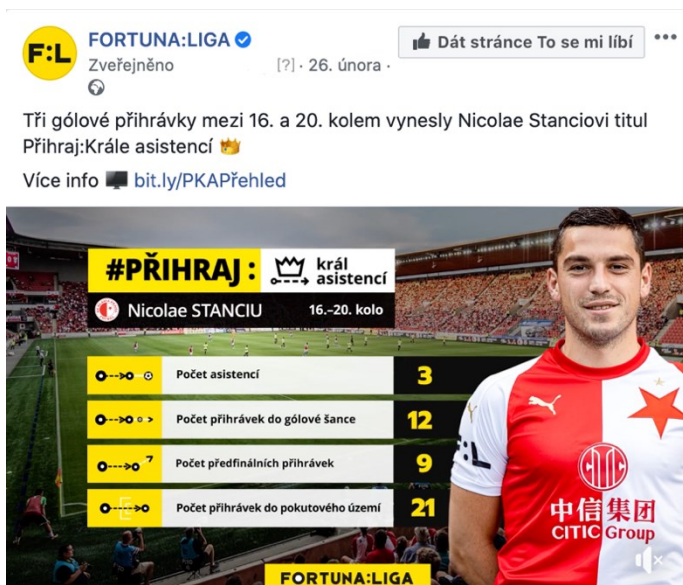 F:L
FORTUNA:LIGA
Dát stránce To se mi líbí
Zveřejněno [?] · 26. února ·
Tři gólové přihrávky mezi 16. a 20. kolem vynesly Nicolae Stanciovi titul
Přihraj:Krále asistencí 👑
Více info 🖥 bit.ly/PKAPřehled
#PŘIHRAJ:
král
asistencí
Nicolae STANCIU
16.–20. kolo
Počet asistencí 3
Počet přihrávek do gólové šance 12
Počet předfinálních přihrávek 9
Počet přihrávek do pokutového území 21
F:L
CITIC
中信集团
CITIC Group
FORTUNA:LIGA